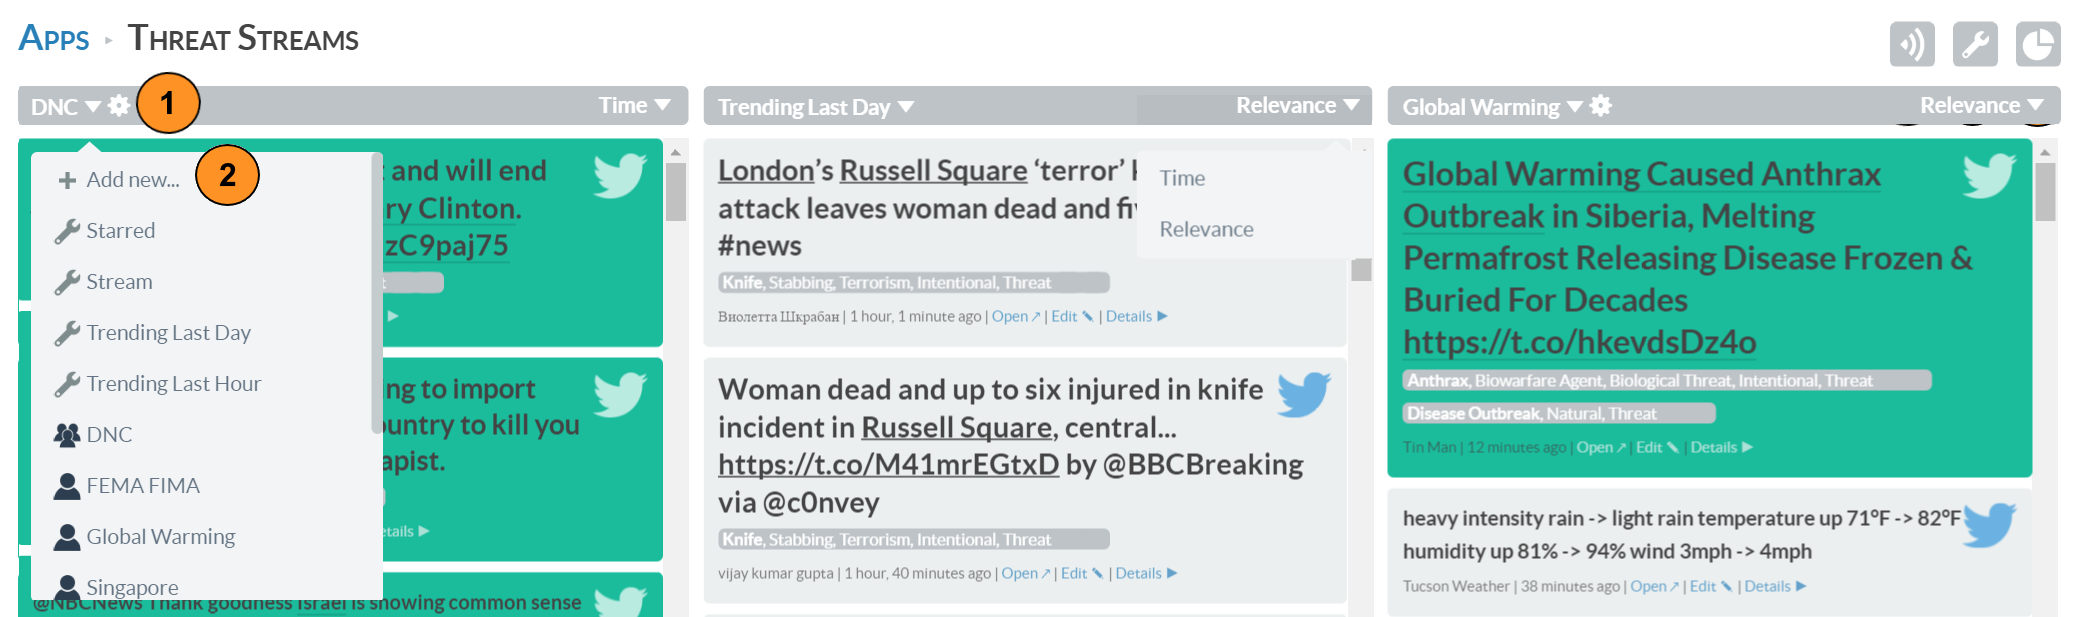 Apps ▸ Threat Streams
DNC ▼ 1 Time ▼
+ Add new... 2
Starred
Stream
Trending Last Day
Trending Last Hour
DNC
FEMA FIMA
Global Warming
Singapore
and will end
ry Clinton.
zC9paj75
ng to import
ountry to kill you
apist.
etails ▶
@NBCNews Thank goodness Israel is showing common sense
Trending Last Day ▼ Relevance ▼
Time
Relevance
London's Russell Square ‘terror’
attack leaves woman dead and
#news
Knife, Stabbing, Terrorism, Intentional, Threat
Виолетта Шкрабан | 1 hour, 1 minute ago | Open ↗ | Edit | Details ▶
Woman dead and up to six injured in knife
incident in Russell Square, central...
https://t.co/M41mrEGtxD by @BBCBreaking
via @c0nvey
Knife, Stabbing, Terrorism, Intentional, Threat
vijay kumar gupta | 1 hour, 40 minutes ago | Open ↗ | Edit | Details ▶
Global Warming ▼ Relevance ▼
Global Warming Caused Anthrax
Outbreak in Siberia, Melting
Permafrost Releasing Disease Frozen &
Buried For Decades
https://t.co/hkevdsDz4o
Anthrax, Biowarfare Agent, Biological Threat, Intentional, Threat
Disease Outbreak, Natural, Threat
Tin Man | 12 minutes ago | Open ↗ | Edit | Details ▶
heavy intensity rain -> light rain temperature up 71°F -> 82°F
humidity up 81% -> 94% wind 3mph -> 4mph
Tucson Weather | 38 minutes ago | Open ↗ | Edit | Details ▶